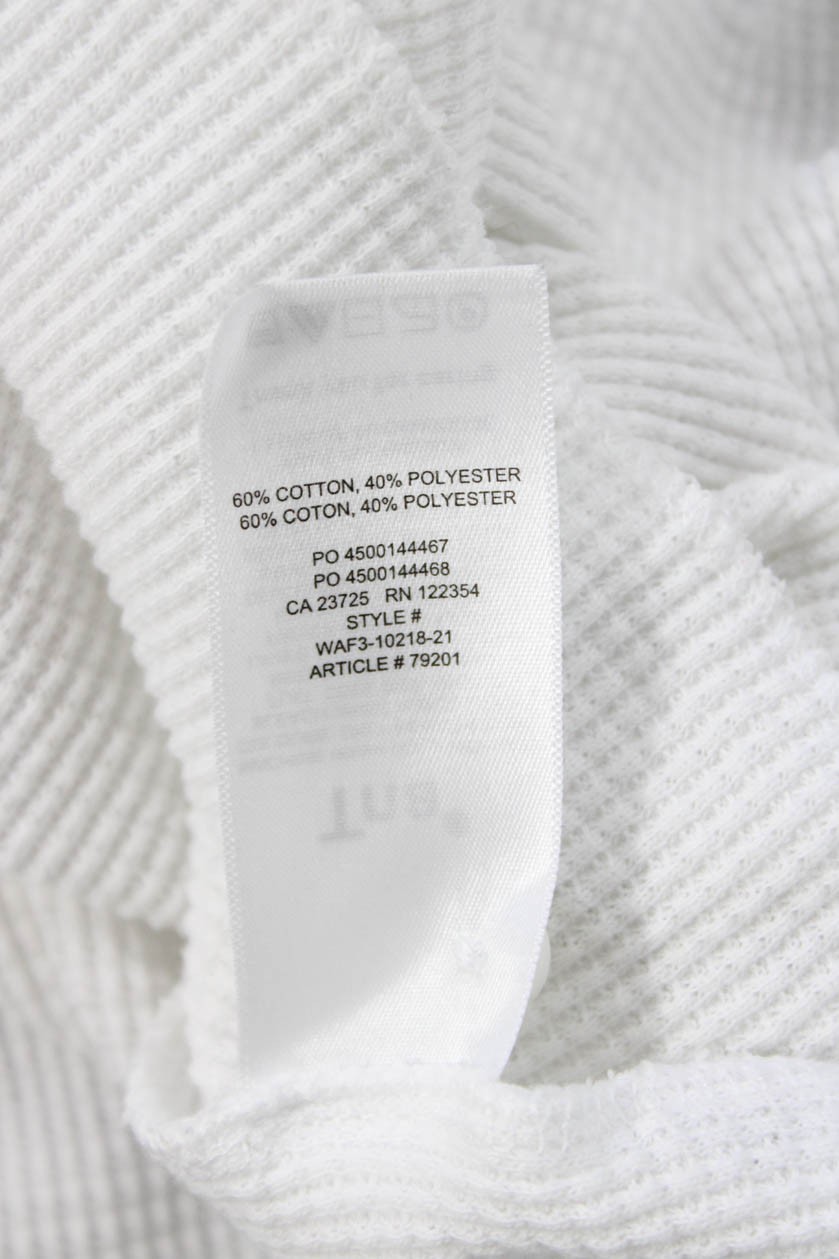 60% COTTON, 40% POLYESTER
60% COTON, 40% POLYESTER
PO 4500144467
PO 4500144468
CA 23725 RN 122354
STYLE #
WAF3-10218-21
ARTICLE # 79201
Tna